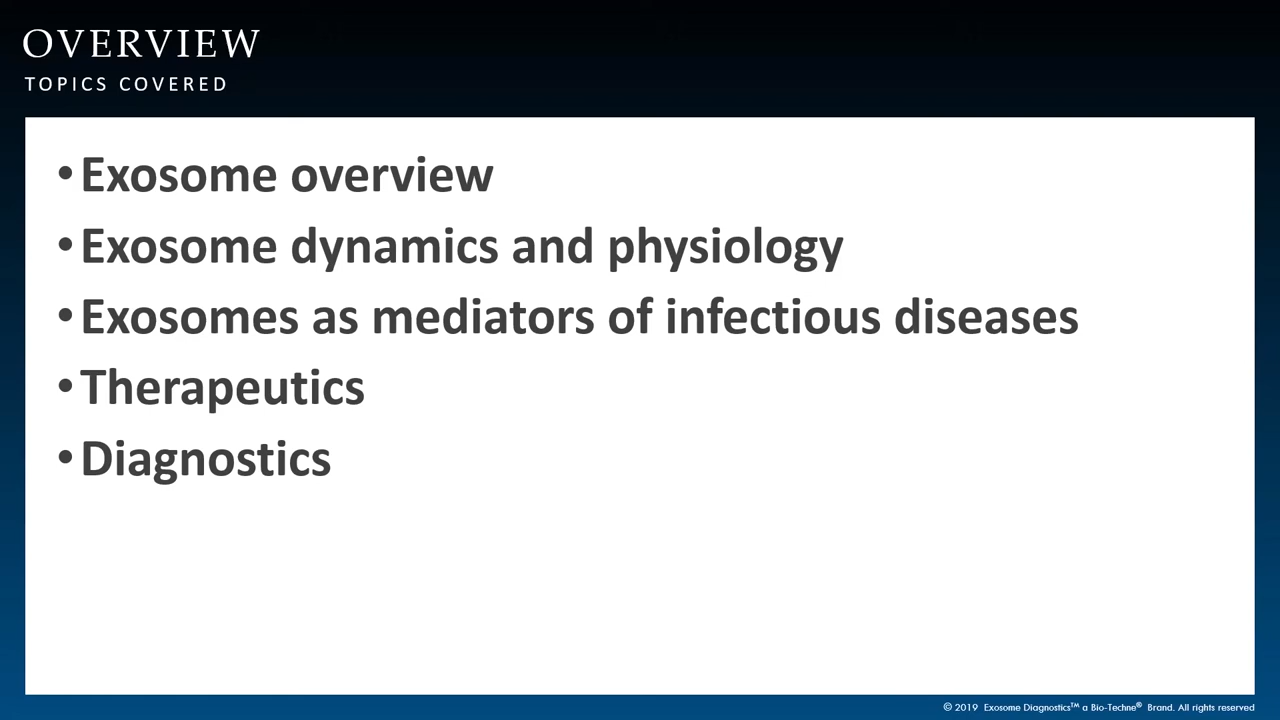 OVERVIEW
TOPICS COVERED
•Exosome overview
•Exosome dynamics and physiology
•Exosomes as mediators of infectious diseases
•Therapeutics
•Diagnostics
© 2019 Exosome Diagnostics™ a Bio-Techne® Brand. All rights reserved